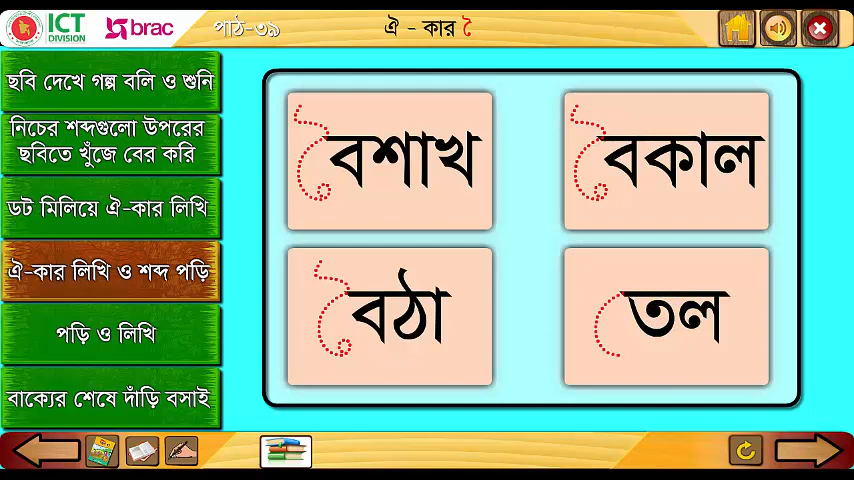 ICT
DIVISION
brac
পাঠ-৩৯
ঐ - কার ৈ
ছবি দেখে গল্প বলি ও শুনি
নিচের শব্দগুলো উপরের
ছবিতে খুঁজে বের করি
ডট মিলিয়ে ঐ-কার লিখি
ঐ-কার লিখি ও শব্দ পড়ি
পড়ি ও লিখি
বাক্যের শেষে দাঁড়ি বসাই
বৈশাখ
বৈকাল
বৈঠা
তেল